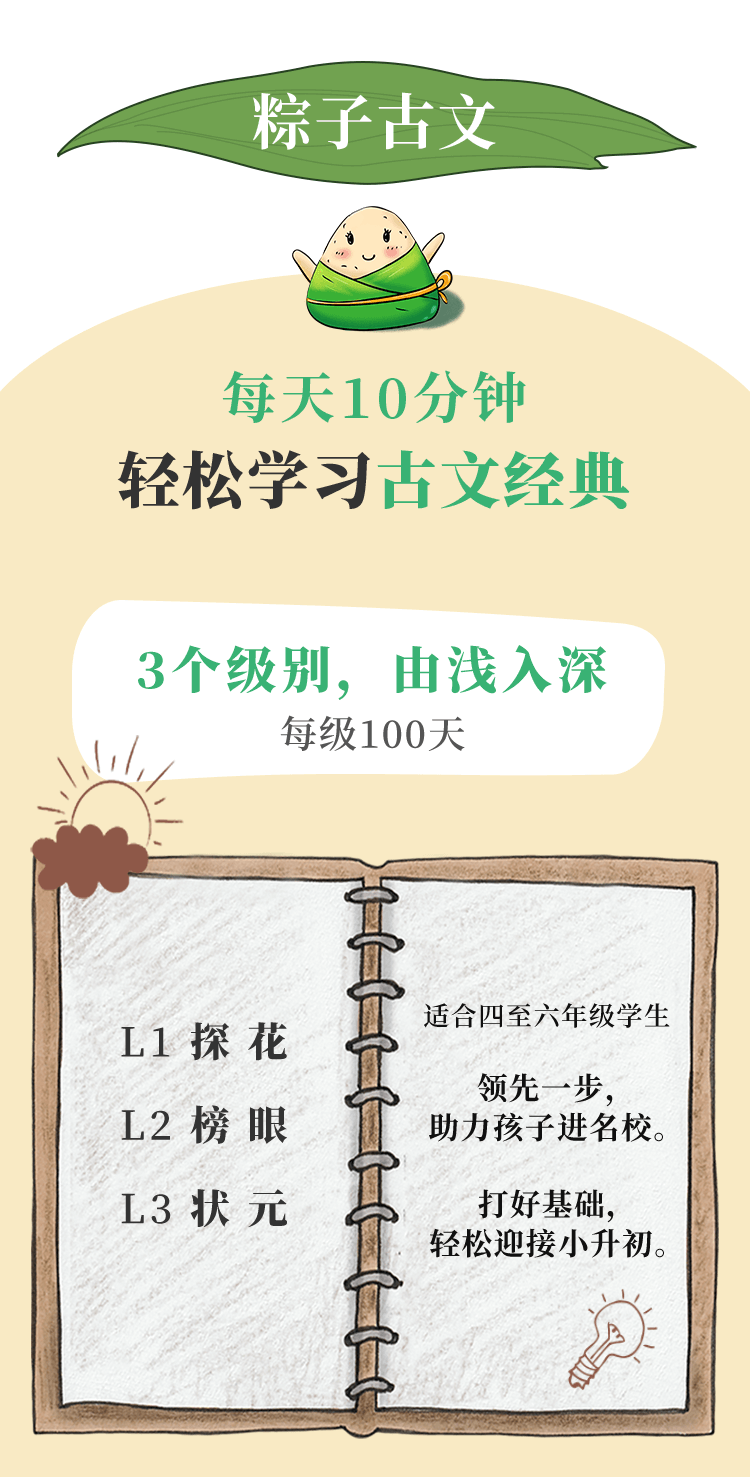 粽子古文
每天10分钟
轻松学习古文经典
3个级别，由浅入深
每级100天
L1 探花
L2 榜眼
L3 状元
适合四至六年级学生
领先一步，
助力孩子进名校。
打好基础，
轻松迎接小升初。